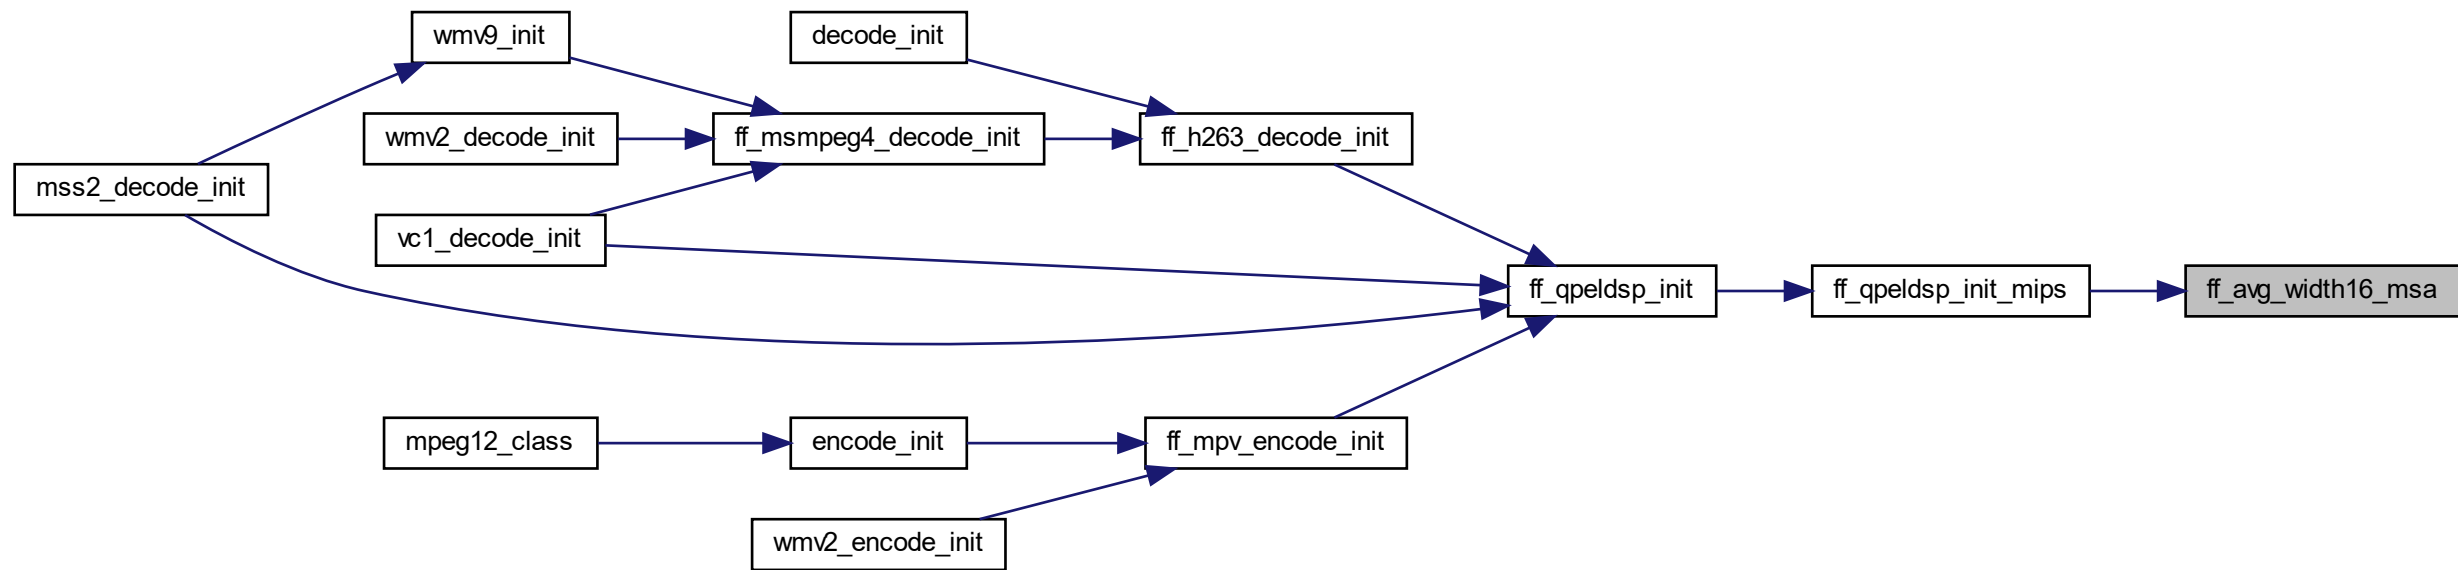 wmv9_init
decode_init
wmv2_decode_init
ff_msmpeg4_decode_init
ff_h263_decode_init
mss2_decode_init
vc1_decode_init
ff_qpeldsp_init
ff_qpeldsp_init_mips
ff_avg_width16_msa
mpeg12_class
encode_init
ff_mpv_encode_init
wmv2_encode_init